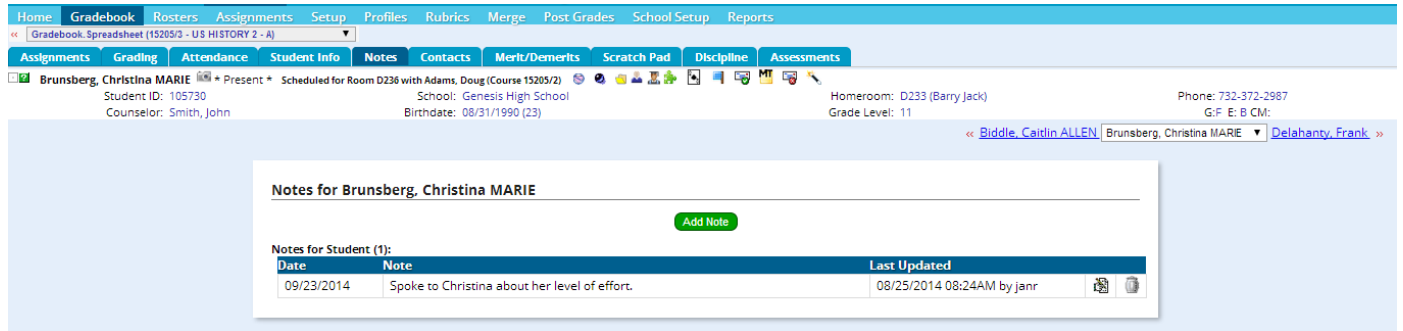 Home Gradebook Rosters Assignments Setup Profiles Rubrics Merge Post Grades School Setup Reports
« Gradebook.Spreadsheet (15205/3 - US HISTORY 2 - A)
Assignments Grading Attendance Student Info Notes Contacts Merit/Demerits Scratch Pad Discipline Assessments
Brunsberg, Christina MARIE * Present * Scheduled for Room D236 with Adams, Doug (Course 15205/2) MT
Student ID: 105730 School: Genesis High School Homeroom: D233 (Barry Jack) Phone: 732-372-2987
Counselor: Smith, John Birthdate: 08/31/1990 (23) Grade Level: 11 G:F E: B CM:
« Biddle, Caitlin ALLEN Brunsberg, Christina MARIE Delahanty, Frank »
Notes for Brunsberg, Christina MARIE
Add Note
Notes for Student (1):
Date Note Last Updated
09/23/2014 Spoke to Christina about her level of effort. 08/25/2014 08:24AM by janr